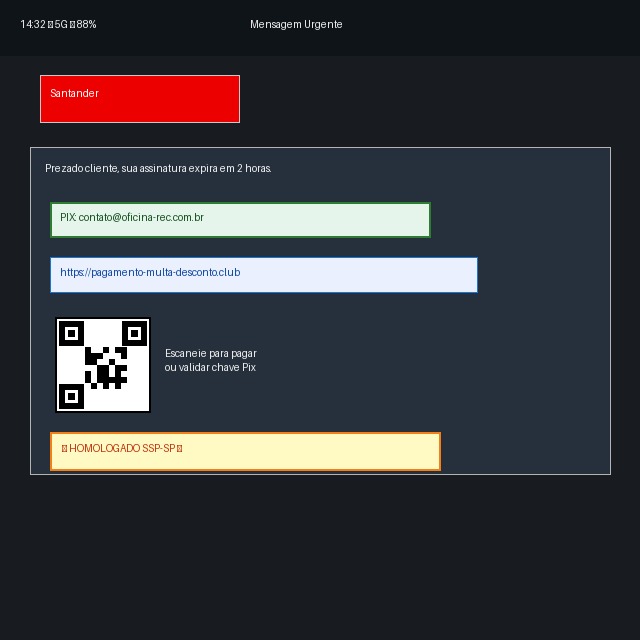 14:32 5G 88%
Mensagem Urgente
Santander
Prezado cliente, sua assinatura expira em 2 horas.
PIX: contato@oficina-rec.com.br
https://pagamento-multa-desconto.club
Escaneie para pagar
ou validar chave Pix
HOMOLOGADO SSP-SP